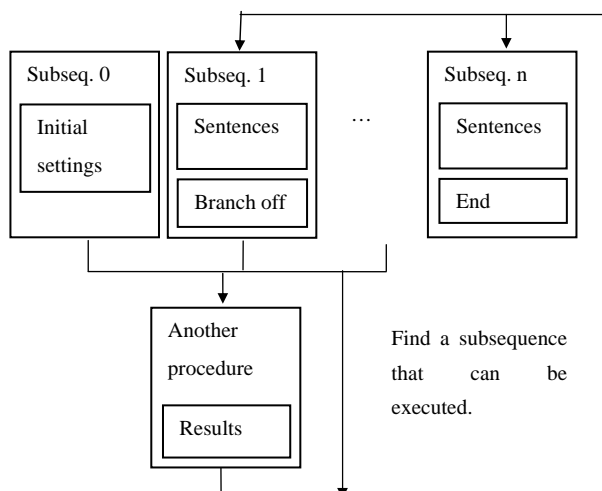 Subseq. 0
Initial
settings
Subseq. 1
Sentences
Branch off
…
Subseq. n
Sentences
End
Another
procedure
Results
Find a subsequence
that can be
executed.